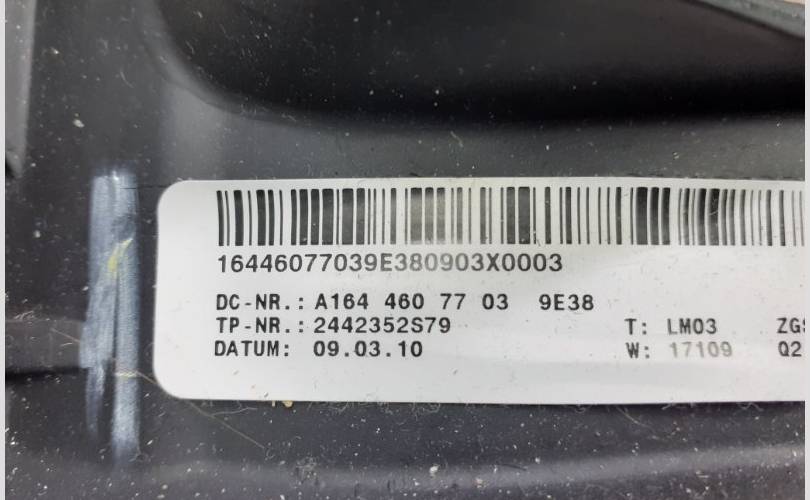 16446077039E380903X0003
DC-NR.: A164 460 77 03 9E38
TP-NR.: 2442352S79 T: LM03
DATUM: 09.03.10 W: 17109 Q2